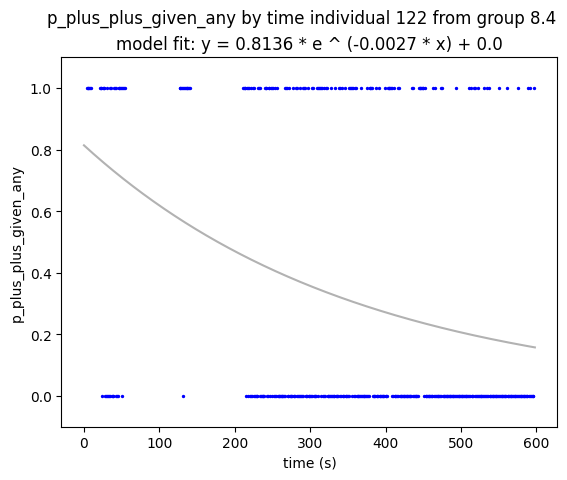 p_plus_plus_given_any by time individual 122 from group 8.4
model fit: y = 0.8136 * e ^ (-0.0027 * x) + 0.0
1.0
0.8
0.6
0.4
0.2
0.0
p_plus_plus_given_any
0 100 200 300 400 500 600
time (s)